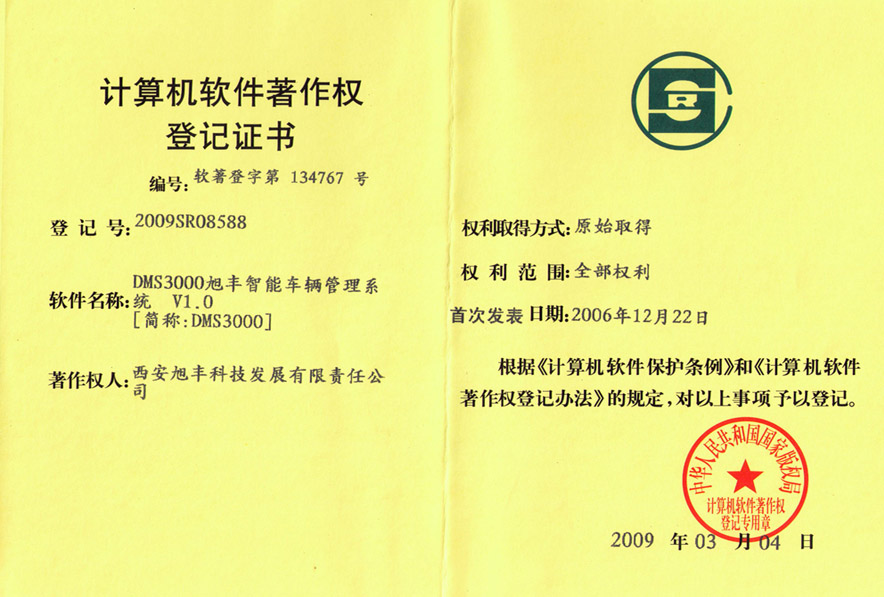 计算机软件著作权
登记证书
编号: 软著登字第 134767 号
登 记 号: 2009SR08588
软件名称: DMS3000旭丰智能车辆管理系
统 V1.0
[简称:DMS3000]
著作权人: 西安旭丰科技发展有限责任公
司
R
权利取得方式: 原始取得
权 利 范 围: 全部权利
首次发表日期: 2006年12月22日
根据《计算机软件保护条例》和《计算机软件
著作权登记办法》的规定，对以上事项予以登记。
中华人民共和国国家版权局
计算机软件著作权
登记专用章
2009 年 03 月 04 日